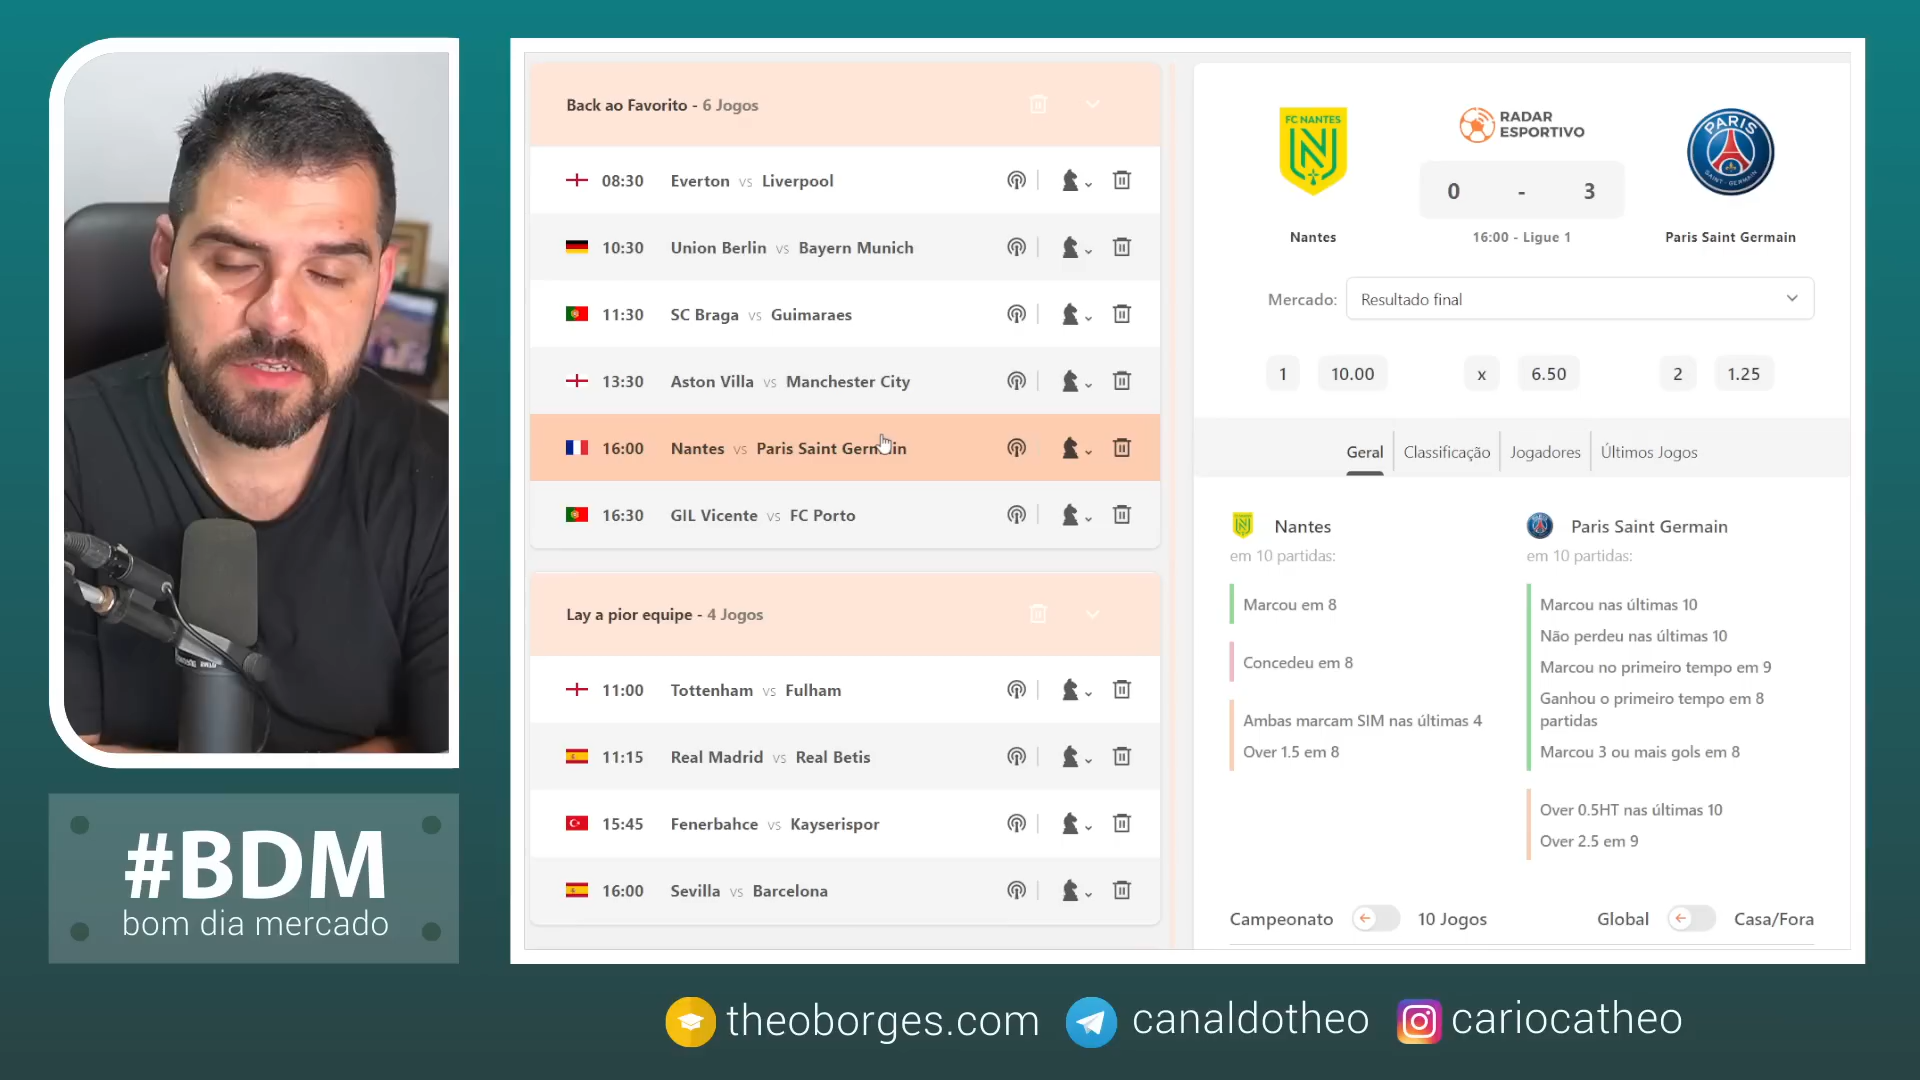 Back ao Favorito - 6 Jogos
08:30 Everton vs Liverpool
10:30 Union Berlin vs Bayern Munich
11:30 SC Braga vs Guimaraes
13:30 Aston Villa vs Manchester City
16:00 Nantes vs Paris Saint Germain
16:30 GIL Vicente vs FC Porto
Lay a pior equipe - 4 Jogos
11:00 Tottenham vs Fulham
11:15 Real Madrid vs Real Betis
15:45 Fenerbahce vs Kayserispor
16:00 Sevilla vs Barcelona
FC NANTES
N
RADAR
ESPORTIVO
PARIS
SAINT-GERMAIN
0 - 3
Nantes
16:00 - Ligue 1
Paris Saint Germain
Mercado: Resultado final
1 10.00 x 6.50 2 1.25
Geral Classificação Jogadores Últimos Jogos
Nantes
em 10 partidas:
Marcou em 8
Concedeu em 8
Ambas marcam SIM nas últimas 4
Over 1.5 em 8
Paris Saint Germain
em 10 partidas:
Marcou nas últimas 10
Não perdeu nas últimas 10
Marcou no primeiro tempo em 9
Ganhou o primeiro tempo em 8
partidas
Marcou 3 ou mais gols em 8
Over 0.5HT nas últimas 10
Over 2.5 em 9
Campeonato 10 Jogos
Global Casa/Fora
#BDM
bom dia mercado
theoborges.com canaldotheo cariocatheo